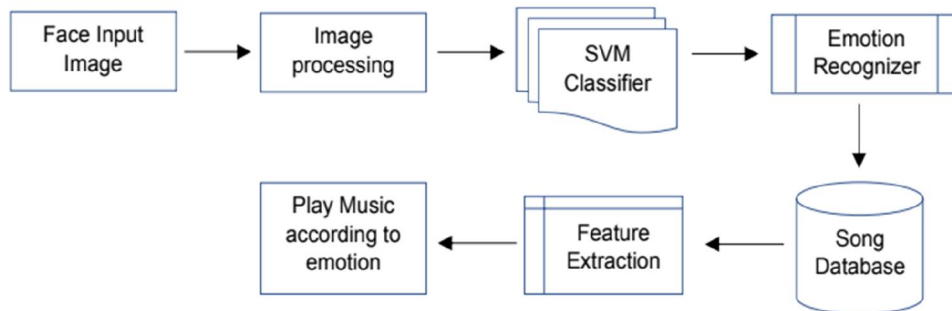 Face Input
Image
Image
processing
SVM
Classifier
Emotion
Recognizer
Song
Database
Feature
Extraction
Play Music
according to
emotion